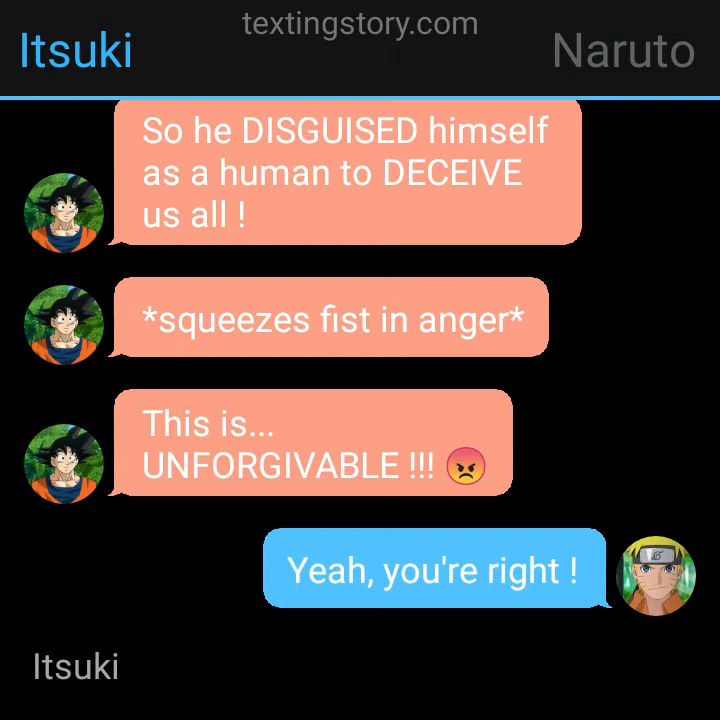 textingstory.com
Itsuki
Naruto
So he DISGUISED himself
as a human to DECEIVE
us all !
*squeezes fist in anger*
This is...
UNFORGIVABLE !!! 😡
Yeah, you're right !
Itsuki